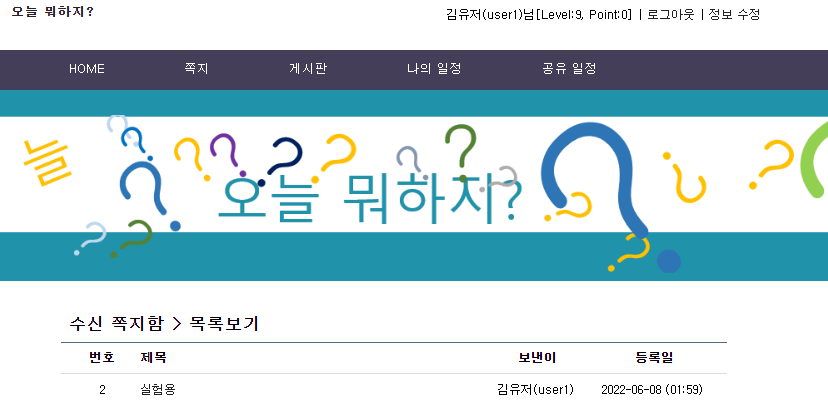 오늘 뭐하지?
김유저(user1)님[Level:9, Point:0] | 로그아웃 | 정보 수정
HOME 쪽지 게시판 나의 일정 공유 일정
늘
오늘 뭐하지?
수신 쪽지함 > 목록보기
번호 제목 보낸이 등록일
2 실험용 김유저(user1) 2022-06-08 (01:59)